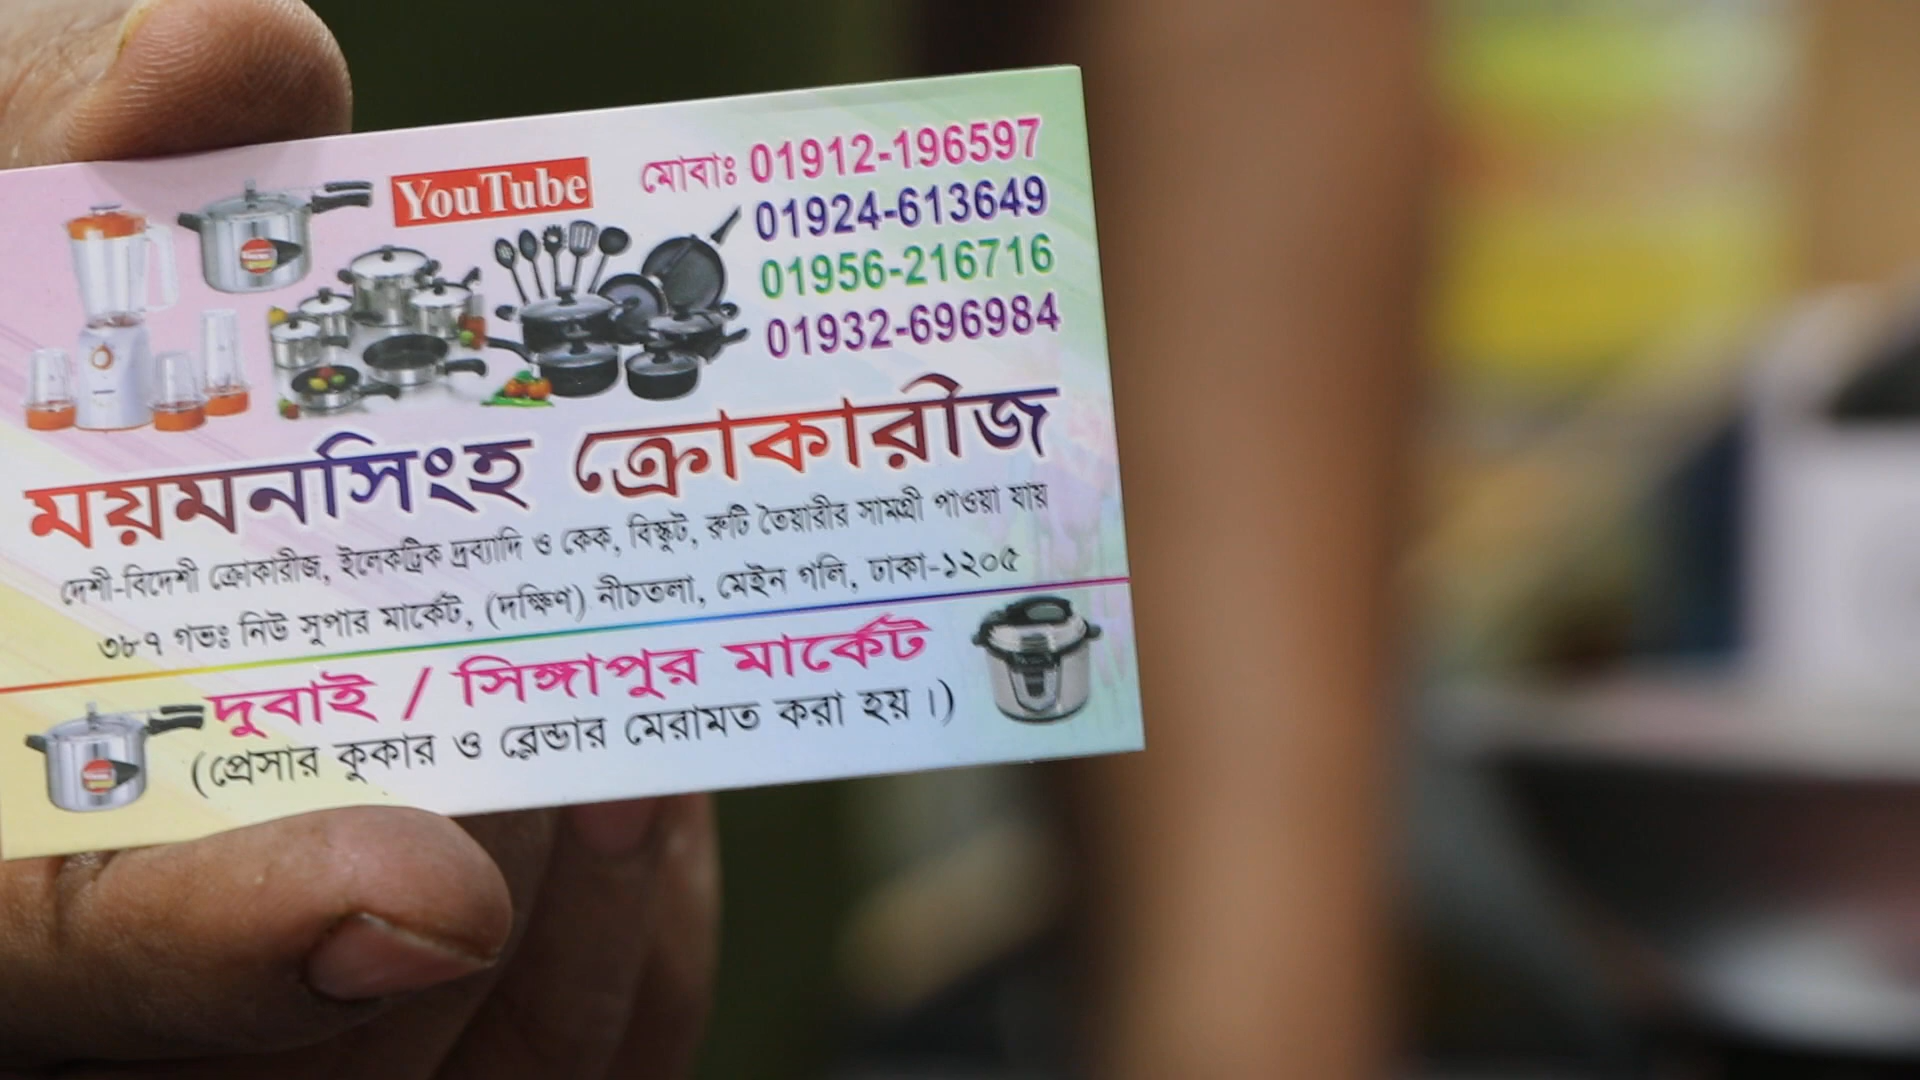 YouTube
মোবাঃ 01912-196597
01924-613649
01956-216716
01932-696984
ময়মনসিংহ ক্রোকারীজ
দেশী-বিদেশী ক্রোকারীজ, ইলেকট্রিক দ্রব্যাদি ও কেক, বিস্কুট, রুটি তৈয়ারীর সামগ্রী পাওয়া যায়
৩৮৭ গভঃ নিউ সুপার মার্কেট, (দক্ষিণ) নীচতলা, মেইন গলি, ঢাকা-১২০৫
দুবাই / সিঙ্গাপুর মার্কেট
(প্রেসার কুকার ও ব্লেন্ডার মেরামত করা হয়।)